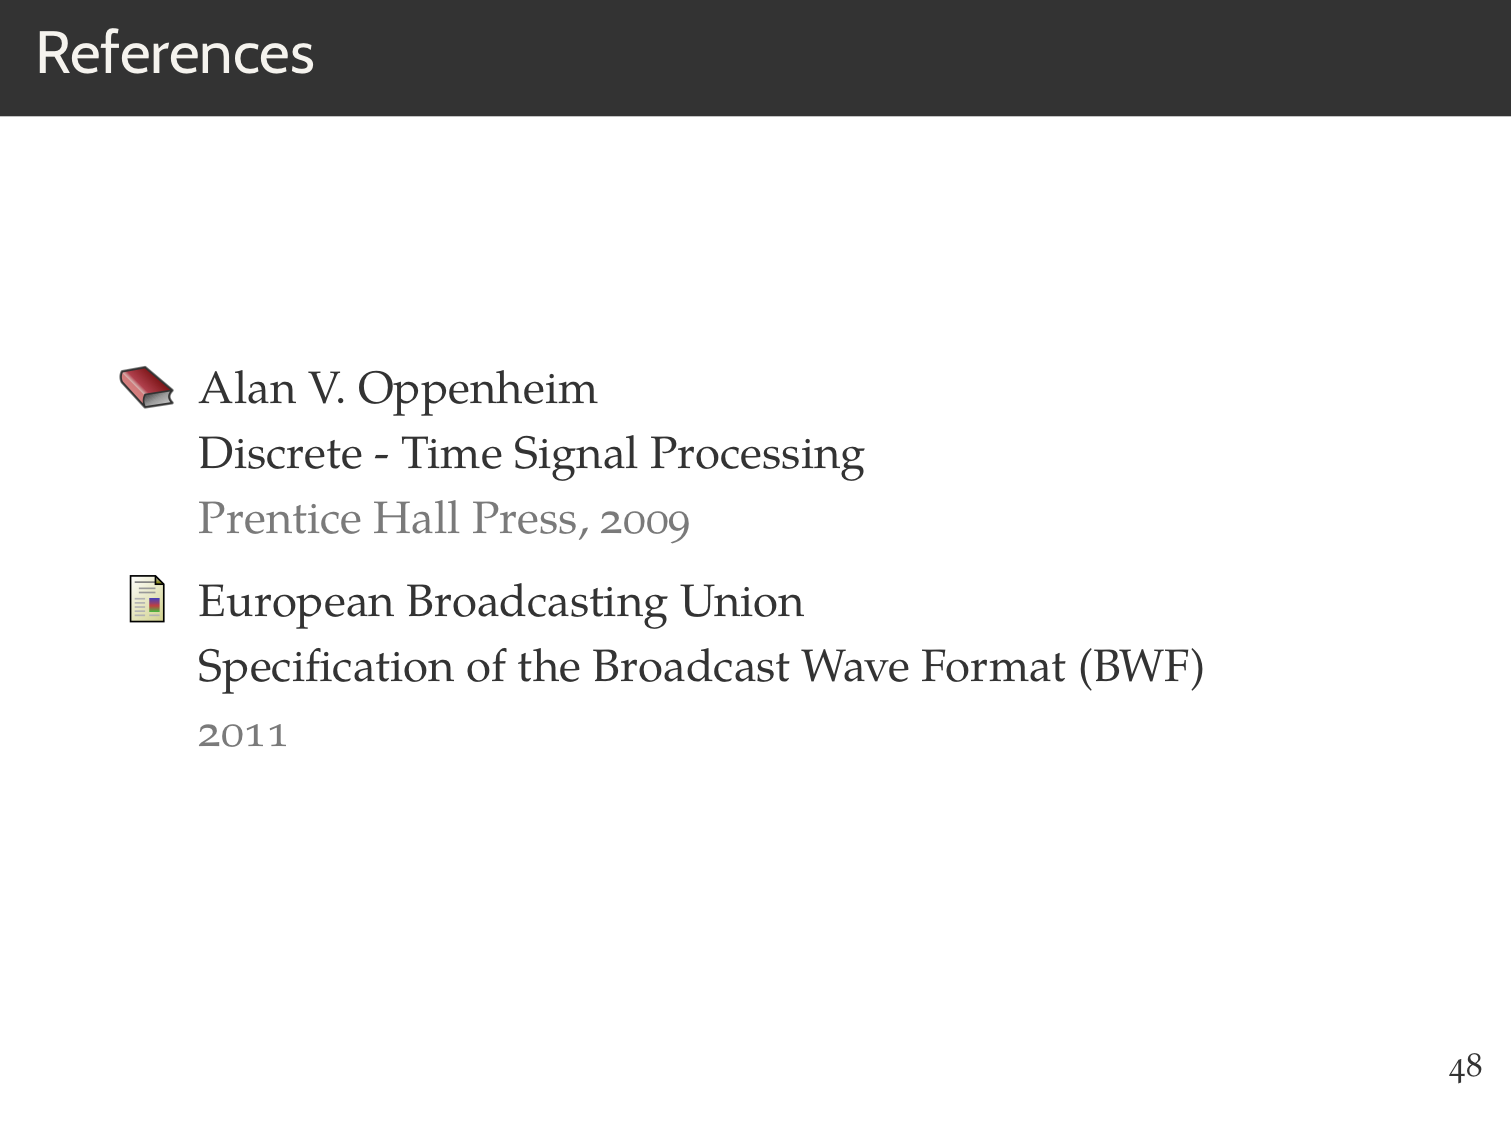 References
Alan V. Oppenheim
Discrete - Time Signal Processing
Prentice Hall Press, 2009
European Broadcasting Union
Specification of the Broadcast Wave Format (BWF)
2011
48